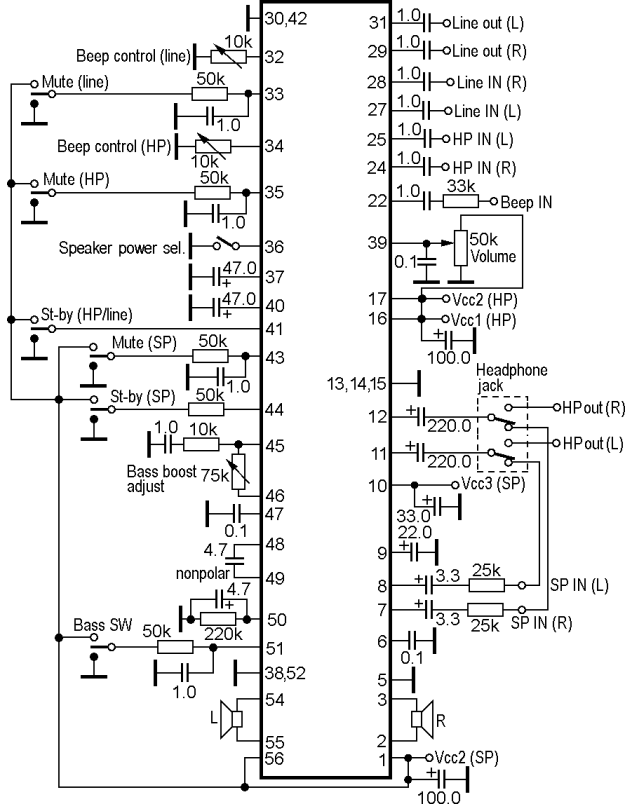 30,42
31 1.0 Line out (L)
Beep control (line) 10k 32
29 1.0 Line out (R)
Mute (line) 50k 33
1.0
28 1.0 Line IN (R)
27 1.0 Line IN (L)
Beep control (HP) 10k 34
25 1.0 HP IN (L)
24 1.0 HP IN (R)
Mute (HP) 50k 35
1.0
22 1.0 33k Beep IN
Speaker power sel. 36
39 50k
Volume
0.1
47.0 37
+
47.0 40
+
17 Vcc2 (HP)
16 Vcc1 (HP)
+
100.0
St-by (HP/line) 41
Mute (SP) 50k 43
1.0
13,14,15
Headphone
jack
St-by (SP) 50k 44
12 + 220.0 HP out (R)
11 + 220.0 HP out (L)
1.0 10k 45
Bass boost
adjust
75k
46
10 Vcc3 (SP)
+
33.0
47
0.1
22.0
9 +
48
4.7
nonpolar
49
8 + 3.3 25k SP IN (L)
7 + 3.3 25k SP IN (R)
4.7
+
220k
50
Bass SW 50k 51
1.0
6
0.1
38,52
5
54
L
55
3
R
2
56
1 Vcc2 (SP)
+
100.0